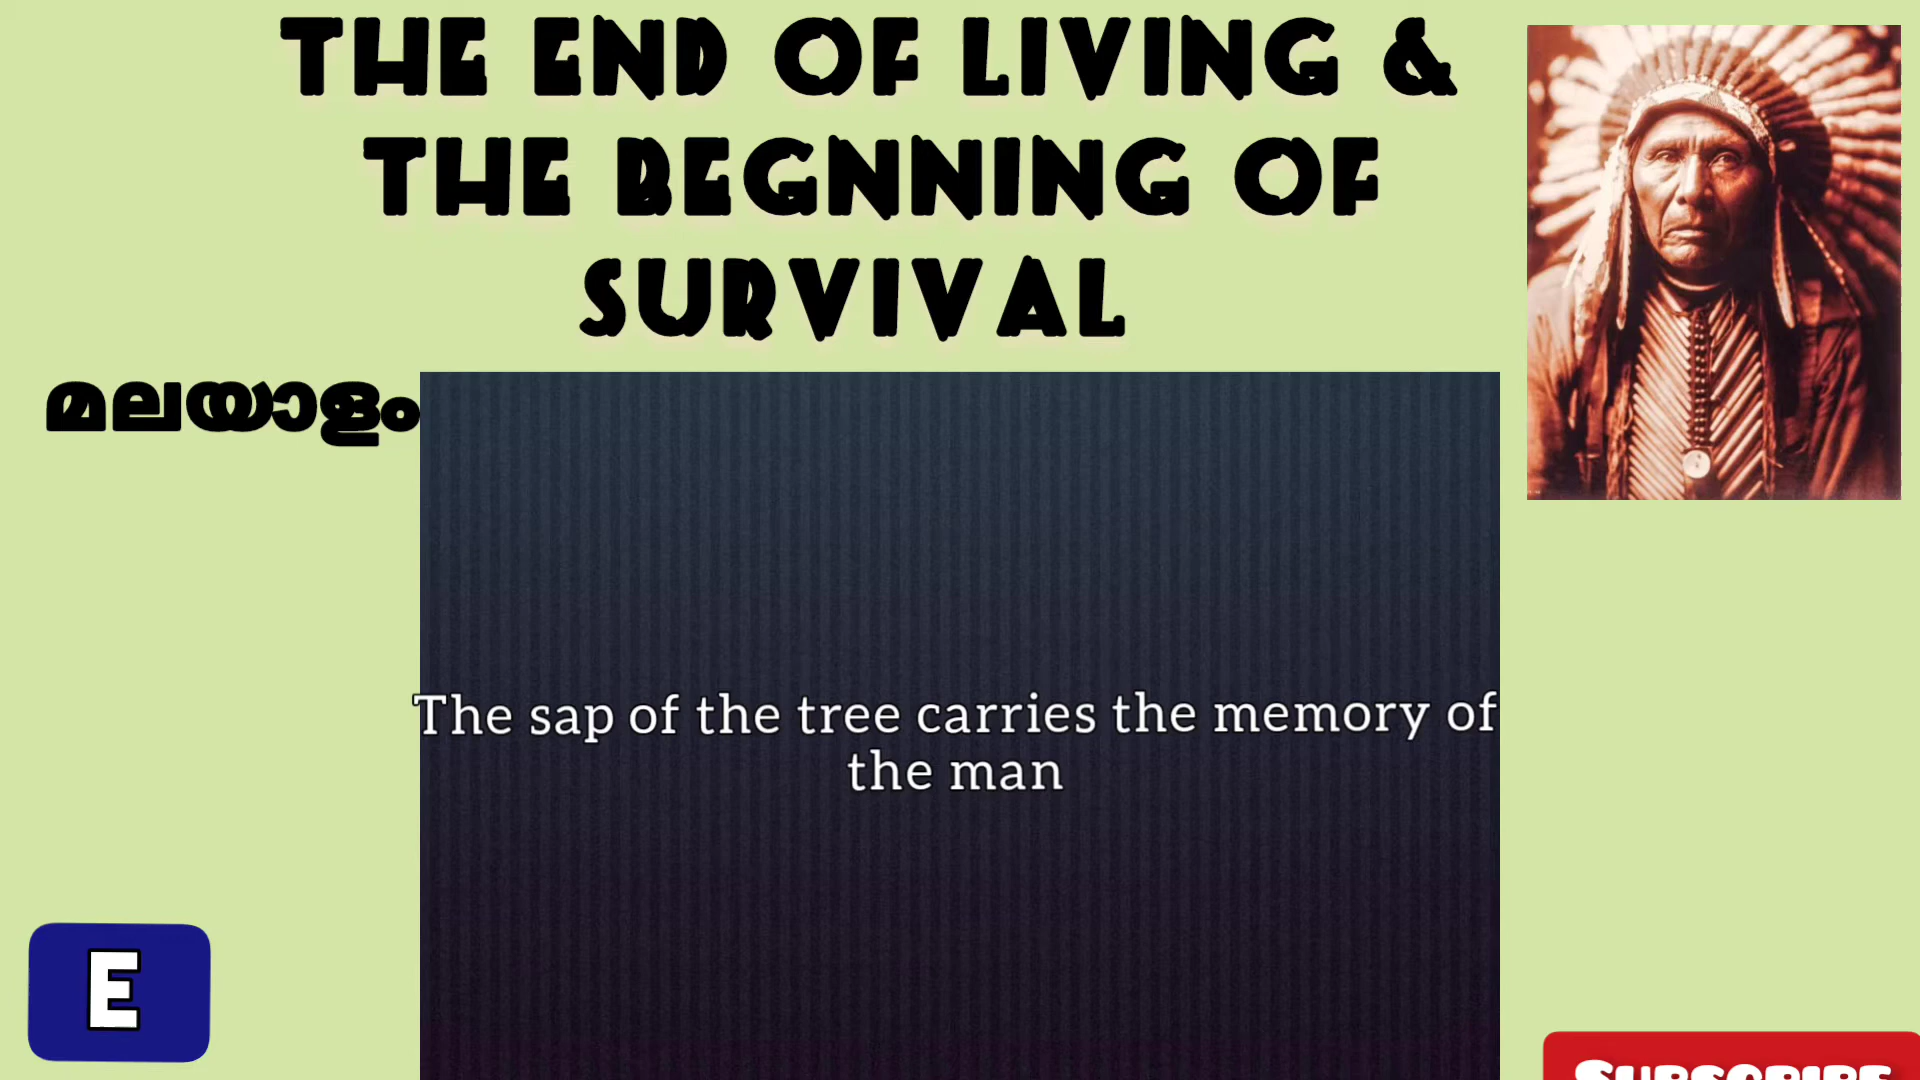 THE END OF LIVING &
THE BEGNNING OF
SURVIVAL
മലയാളം
The sap of the tree carries the memory of
the man
E
SUBSCRIBE